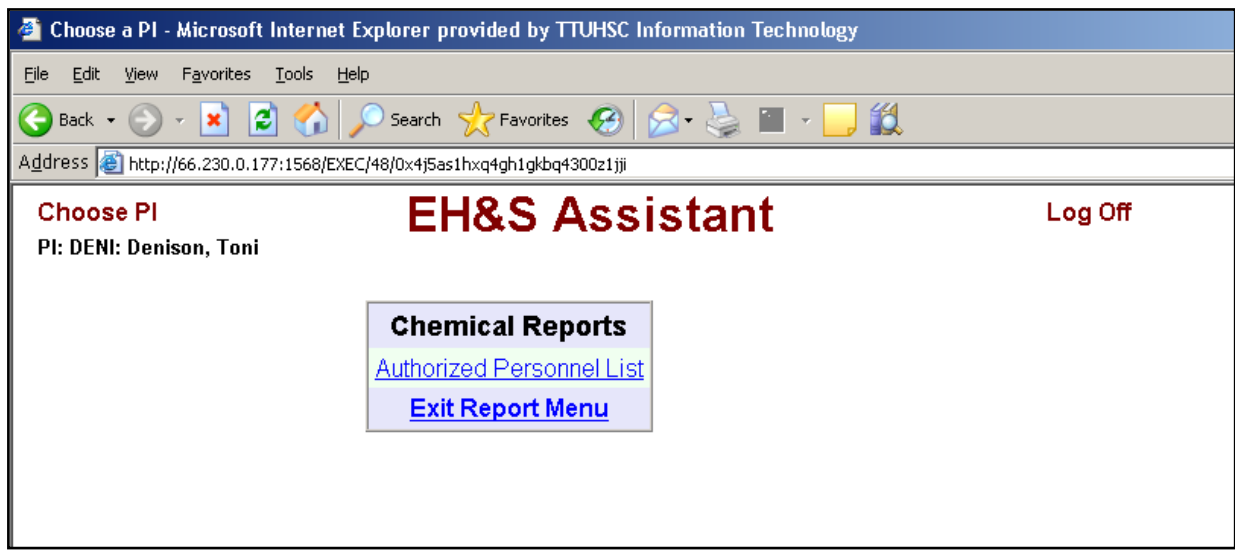 Choose a PI - Microsoft Internet Explorer provided by TTUHSC Information Technology
File Edit View Favorites Tools Help
Back Search Favorites
Address http://66.230.0.177:1568/EXEC/48/0x4j5as1hxq4gh1gkbq4300z1jji
Choose PI EH&S Assistant Log Off
PI: DENI: Denison, Toni
Chemical Reports
Authorized Personnel List
Exit Report Menu